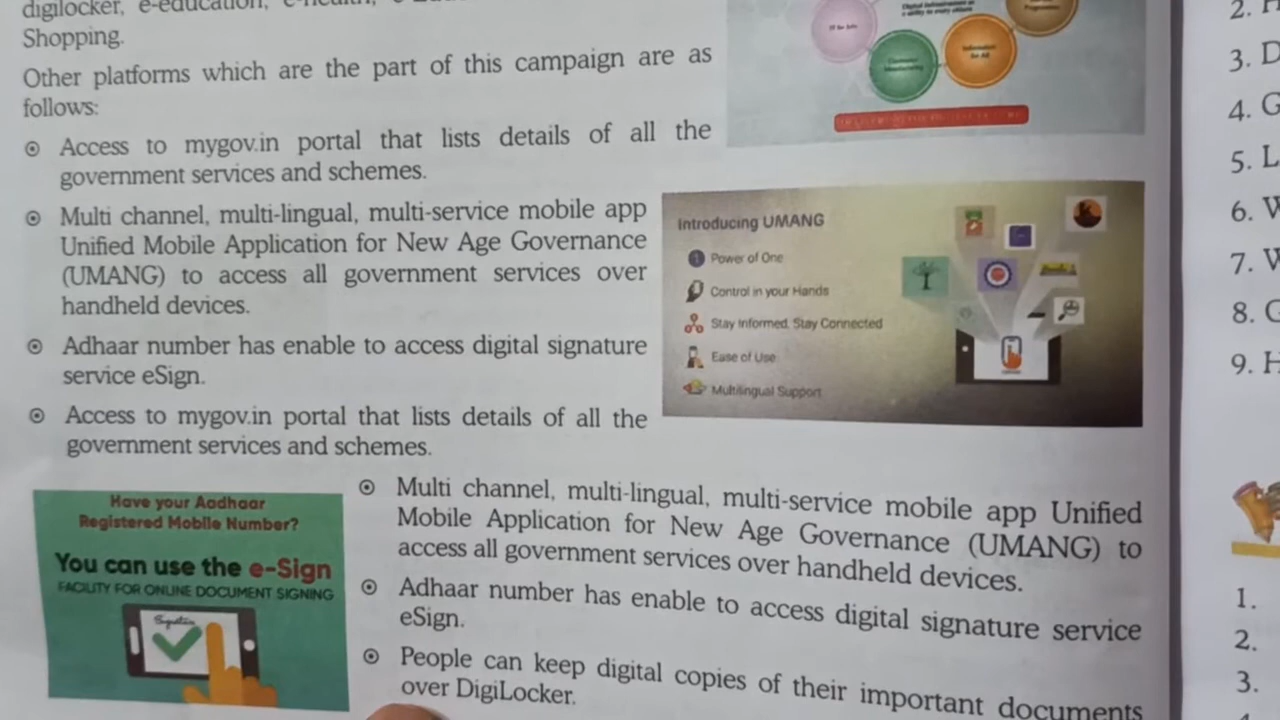 digilocker, e-education, e-health,
Shopping.
Other platforms which are the part of this campaign are as
follows:
Access to mygov.in portal that lists details of all the
government services and schemes.
Multi channel, multi-lingual, multi-service mobile app
Unified Mobile Application for New Age Governance
(UMANG) to access all government services over
handheld devices.
Adhaar number has enable to access digital signature
service eSign.
Access to mygov.in portal that lists details of all the
government services and schemes.
Information
for All
Introducing UMANG
1 Power of One
Control in your Hands
Stay Informed, Stay Connected
Ease of Use
Multilingual Support
Have your Aadhaar
Registered Mobile Number?
You can use the e-Sign
FACILITY FOR ONLINE DOCUMENT SIGNING
Signature
Multi channel, multi-lingual, multi-service mobile app Unified
Mobile Application for New Age Governance (UMANG) to
access all government services over handheld devices.
Adhaar number has enable to access digital signature service
eSign.
People can keep digital copies of their important documents
over DigiLocker.
2.
3. D
4. G
5. L
6. W
7. W
8. G
9. H
1.
2.
3.